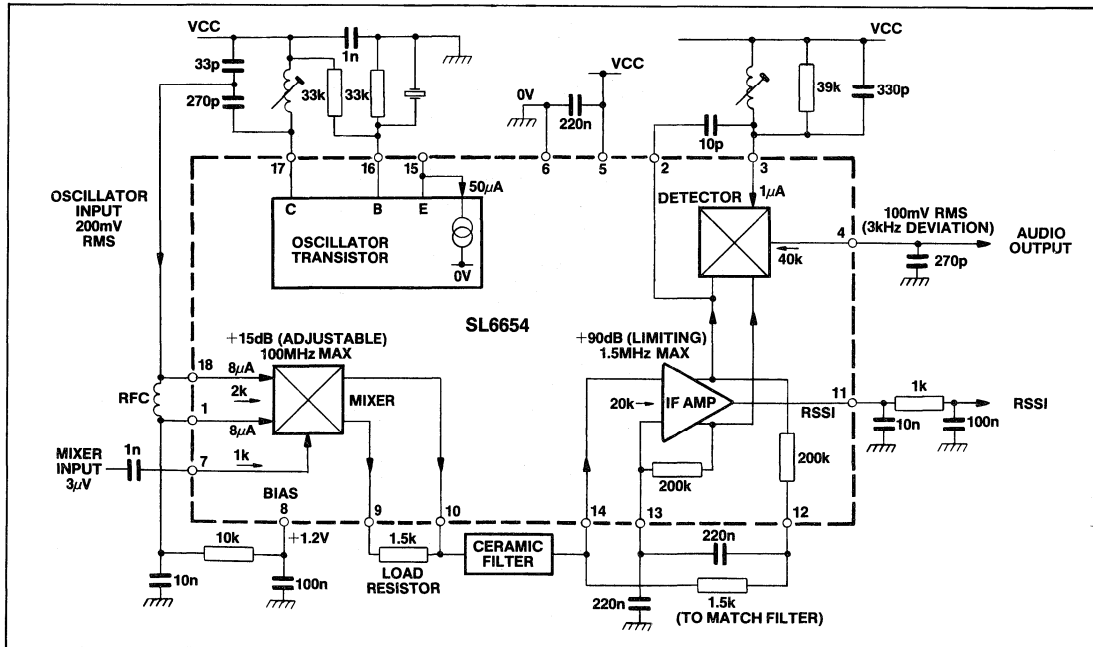 VCC
1n
33p
270p
33k
33k
VCC
0V
220n
VCC
39k
330p
10p
17
16
15
6
5
2
3
OSCILLATOR
INPUT
200mV
RMS
C
B
E
50μA
OSCILLATOR
TRANSISTOR
0V
1μA
DETECTOR
40k
4
100mV RMS
(3kHz DEVIATION)
AUDIO
OUTPUT
270p
SL6654
+15dB (ADJUSTABLE)
100MHz MAX
+90dB (LIMITING)
1.5MHz MAX
18
8μA
RFC
2k
1
8μA
MIXER
MIXER
INPUT
3μV
1n
7
1k
20k
IF AMP
RSSI
11
1k
RSSI
10n
100n
200k
200k
BIAS
8
9
10
14
13
12
10k
+1.2V
10n
100n
1.5k
LOAD
RESISTOR
CERAMIC
FILTER
220n
220n
1.5k
(TO MATCH FILTER)